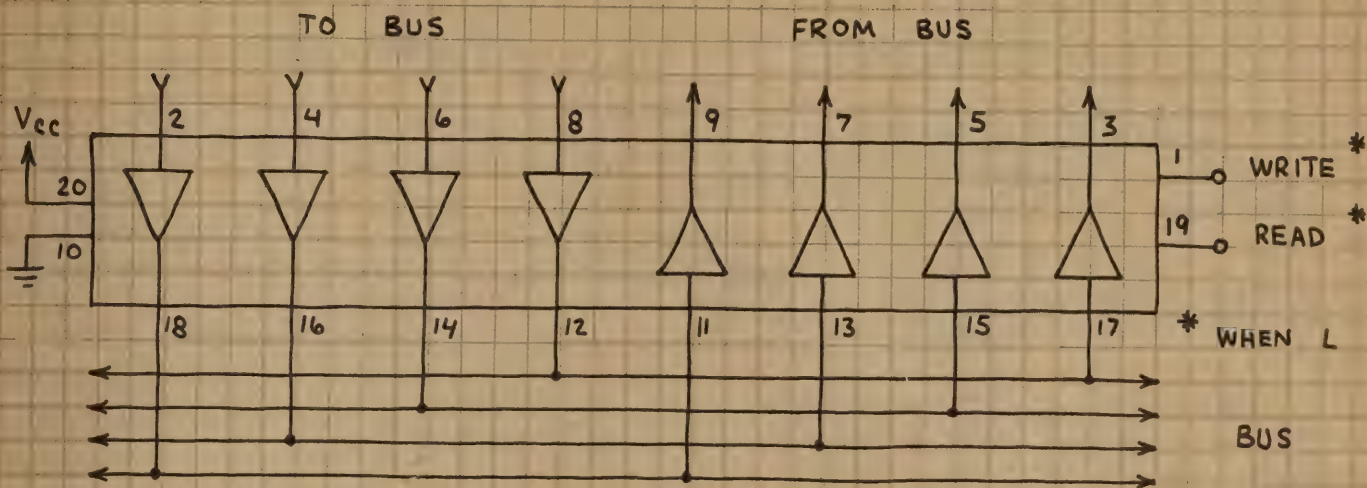 TO BUS FROM BUS
Vcc 2 4 6 8 9 7 5 3
1 WRITE *
20
19 READ *
10
18 16 14 12 11 13 15 17 * WHEN L
BUS